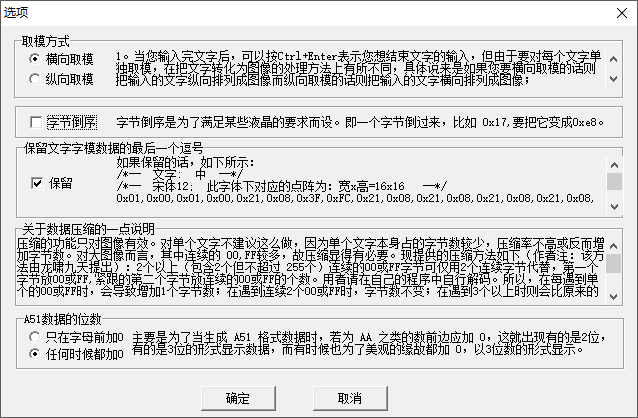 选项
取模方式
横向取模
纵向取模
1。当您输入完文字后，可以按Ctrl+Enter表示您想结束文字的输入，但由于要对每个文字单
独取模，在把文字转化为图像的处理方法上有所不同，具体说来是如果您要横向取模的话则
把输入的文字纵向排列成图像而纵向取模的话则把输入的文字横向排列成图像；
字节倒序
字节倒序是为了满足某些液晶的要求而设。即一个字节倒过来，比如 0x17,要把它变成0xe8。
保留文字字模数据的最后一个逗号
保留
如果保留的话，如下所示：
/*—  文字:  中  —*/
/*—  宋体12;  此字体下对应的点阵为：宽x高=16x16   —*/
0x01,0x00,0x01,0x00,0x21,0x08,0x3F,0xFC,0x21,0x08,0x21,0x08,0x21,0x08,0x21,0x08,
关于数据压缩的一点说明
压缩的功能只对图像有效。对单个文字不建议这么做，因为单个文字本身占的字节数较少，压缩率不高或反而增
加字节数。对大图像而言，其中连续的 00,FF较多，故压缩显得有必要。现提供的压缩方法如下（作者注：该方
法由龙啸九天提出）：2个以上（包含2个但不超过 255个）连续的00或FF字节可仅用2个连续字节代替，第一个
字节放00或FF,紧跟的第二个字节放连续的00或FF的个数。用者请在自己的程序中自行解码。所以，在每遇到单
个的00或FF时，会导致增加1个字节数；在遇到连续2个00或FF时，字节数不变；在遇到3个以上时则会比原来的
A51数据的位数
只在字母前加0
任何时候都加0
主要是为了当生成 A51 格式数据时，若为 AA 之类的数前边应加 0，这就出现有的是2位，
有的是3位的形式显示数据，而有时候也为了美观的缘故都加 0，以3位数的形式显示。
确定
取消